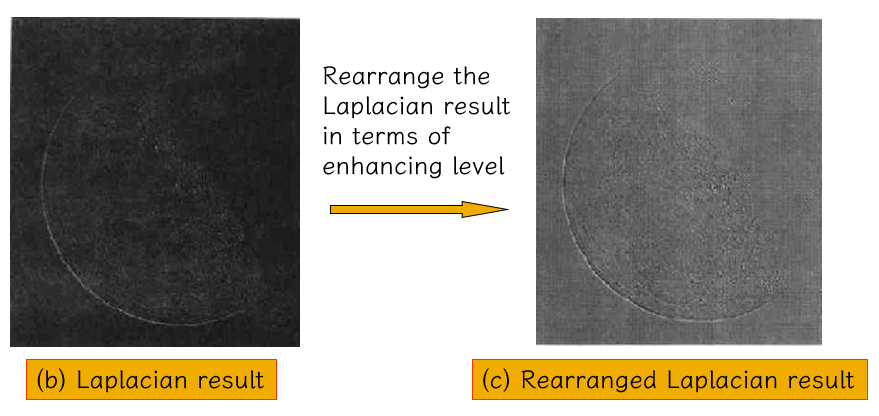 Rearrange the
Laplacian result
in terms of
enhancing level
(b) Laplacian result
(c) Rearranged Laplacian result